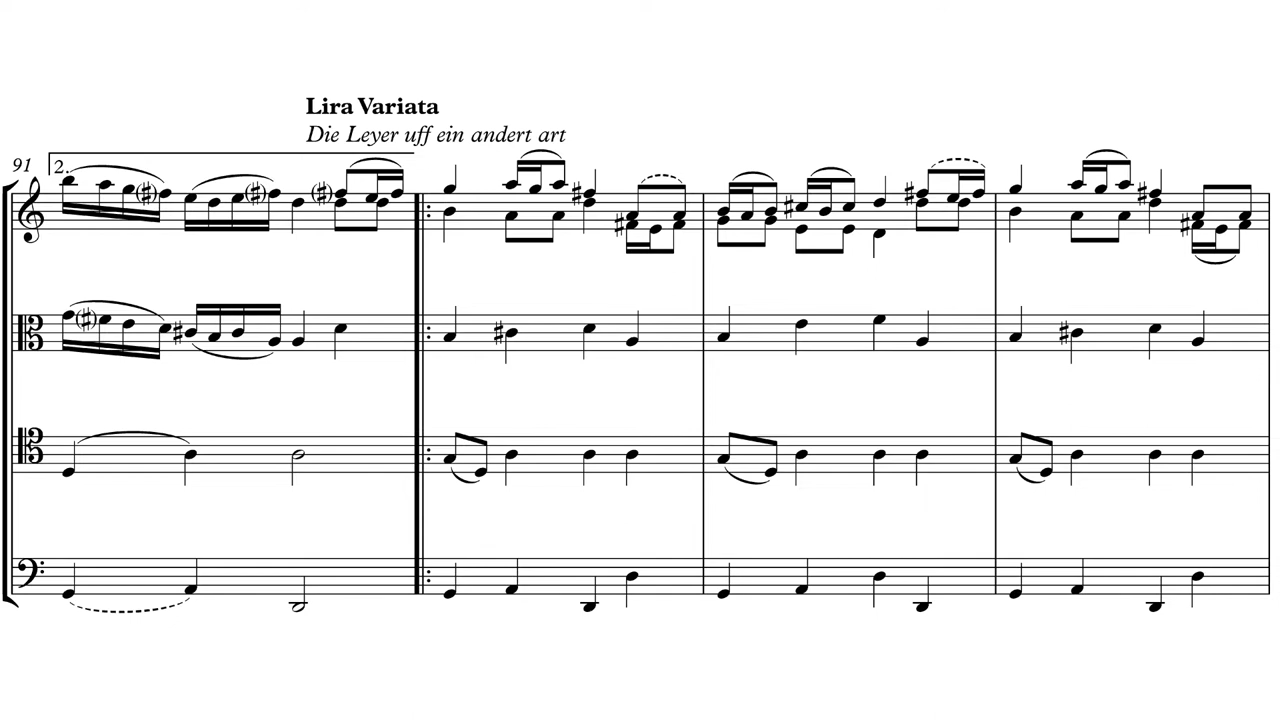 Lira Variata
Die Leyer uff ein andert art
91
2.